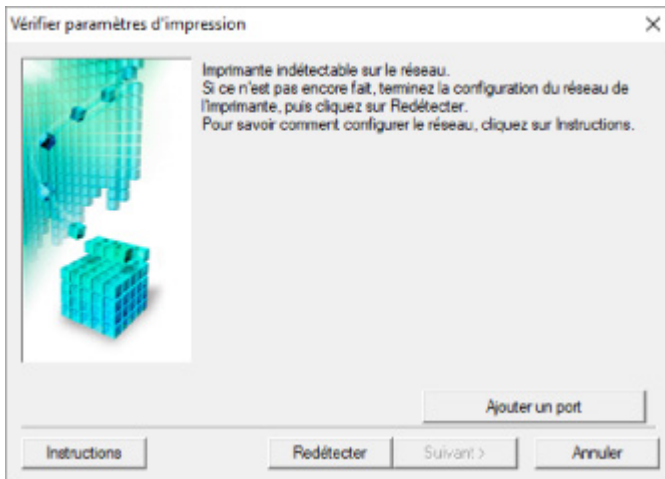 Vérifier paramètres d'impression
Imprimante indétectable sur le réseau.
Si ce n'est pas encore fait, terminez la configuration du réseau de
l'imprimante, puis cliquez sur Redétecter.
Pour savoir comment configurer le réseau, cliquez sur Instructions.
Ajouter un port
Instructions
Redétecter
Suivant >
Annuler